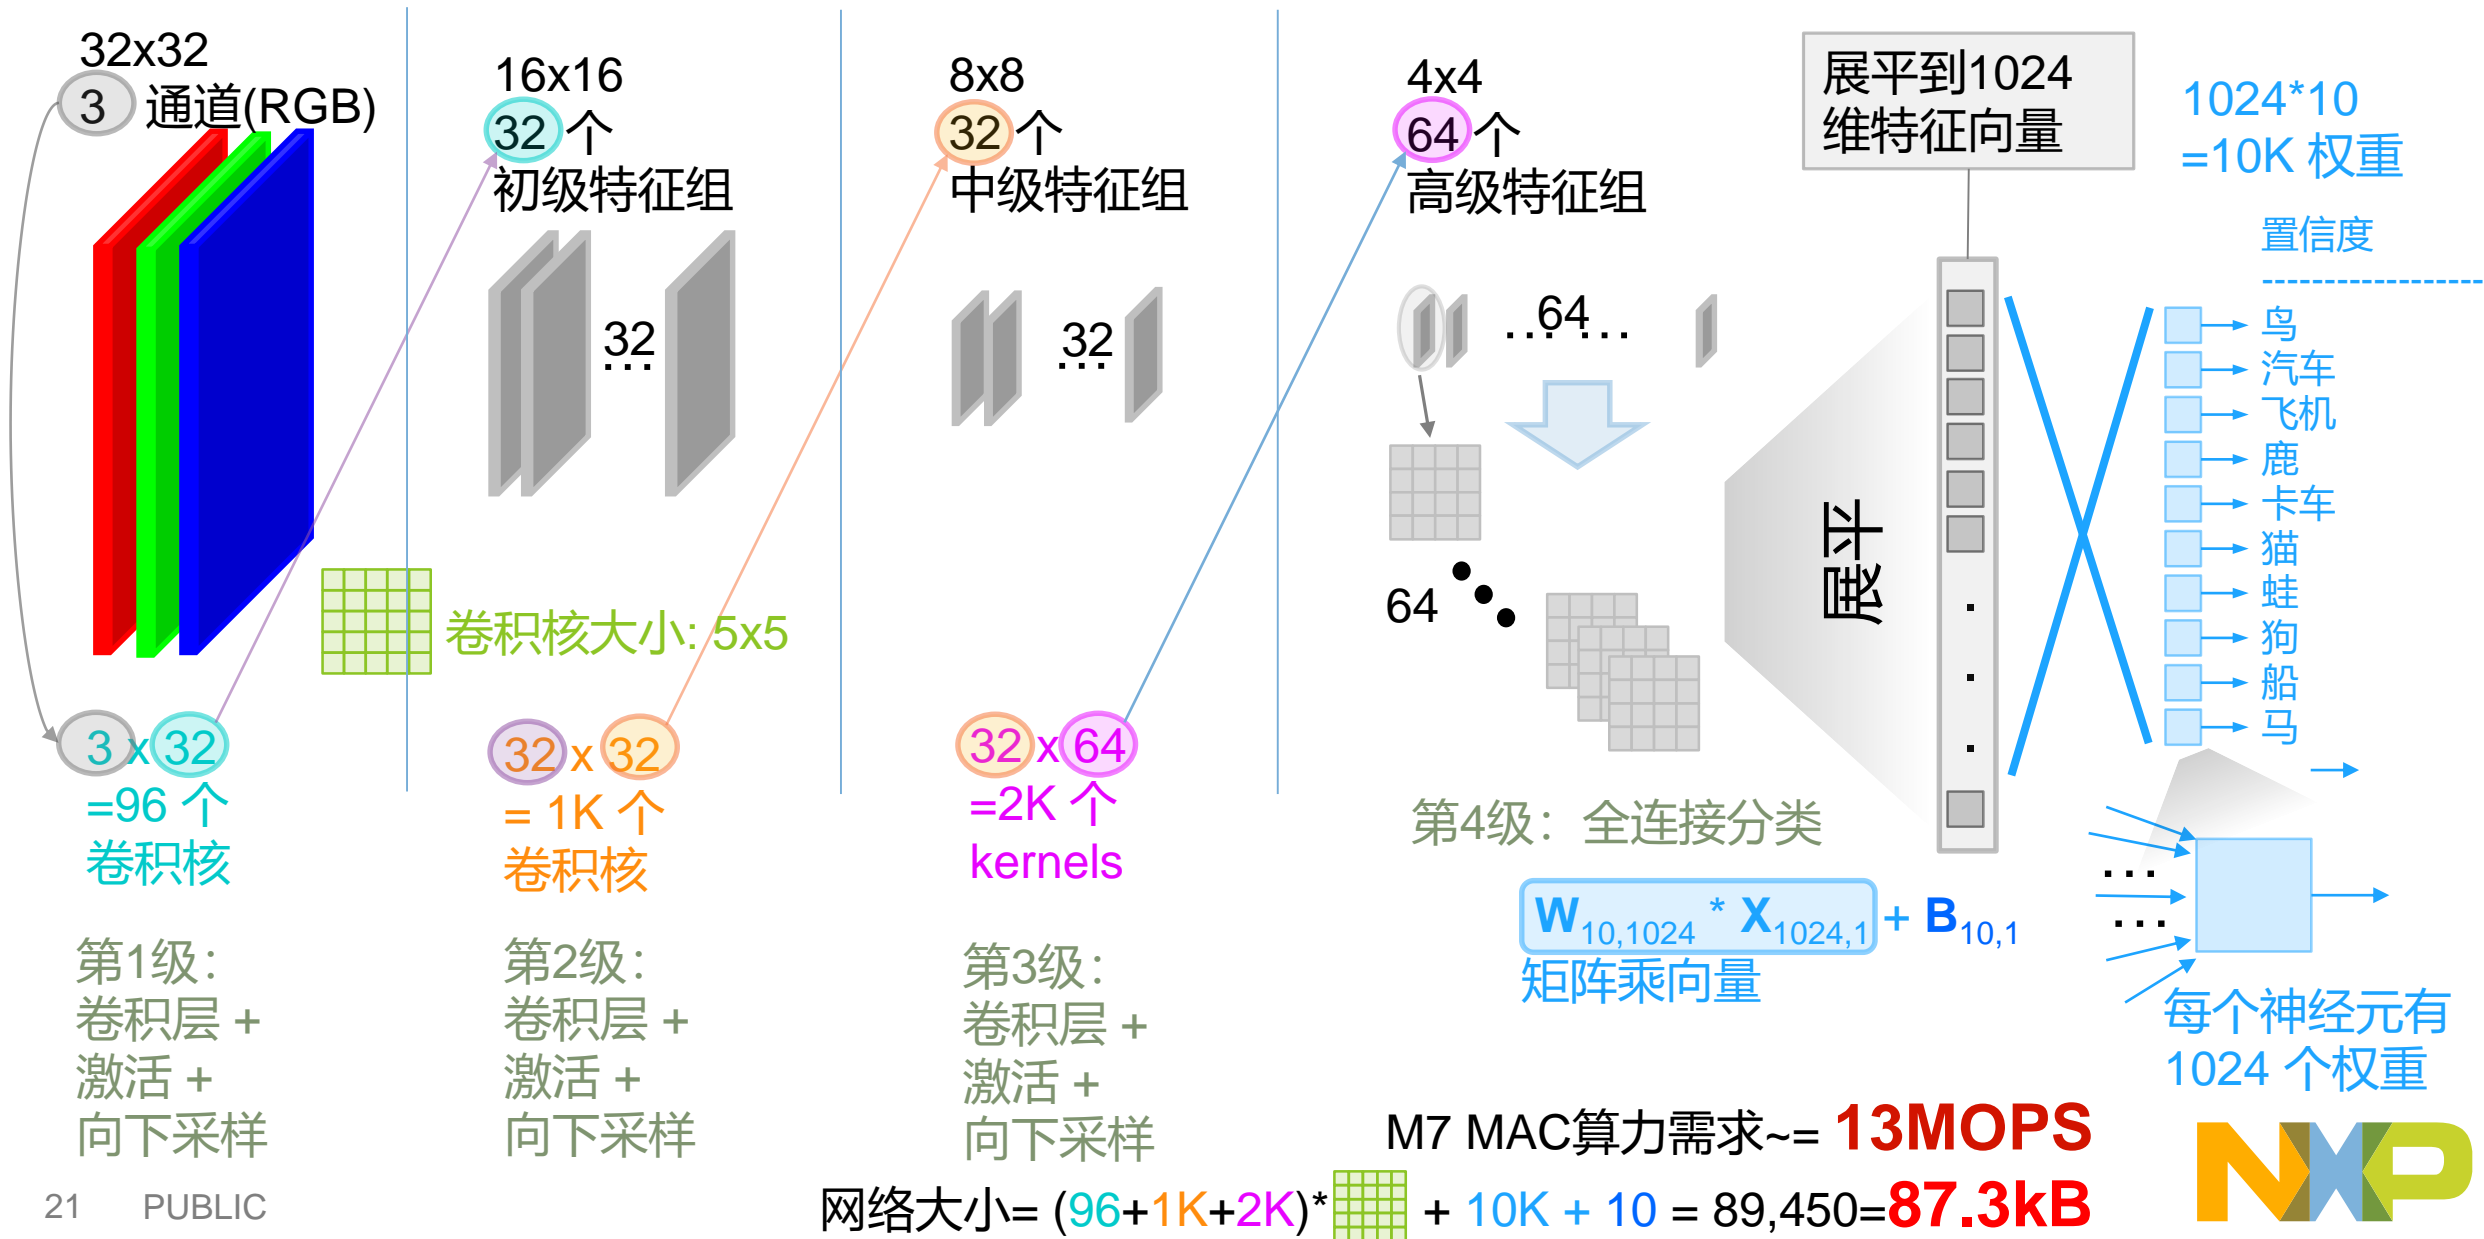 32x32
3 通道(RGB)
16x16
32 个
初级特征组
32
...
8x8
32 个
中级特征组
32
...
4x4
64 个
高级特征组
...64...
64
展平到1024
维特征向量
展平
1024*10
=10K 权重
置信度
--------------------
鸟
汽车
飞机
鹿
卡车
猫
蛙
狗
船
马
卷积核大小: 5x5
3 x 32
=96 个
卷积核
32 x 32
= 1K 个
卷积核
32 x 64
=2K 个
kernels
第1级：
卷积层 +
激活 +
向下采样
第2级：
卷积层 +
激活 +
向下采样
第3级：
卷积层 +
激活 +
向下采样
第4级：全连接分类
W10,1024 * X1024,1 + B10,1
矩阵乘向量
...
...
每个神经元有
1024 个权重
M7 MAC算力需求~= 13MOPS
网络大小= (96+1K+2K)* + 10K + 10 = 89,450=87.3kB
21 PUBLIC
NXP